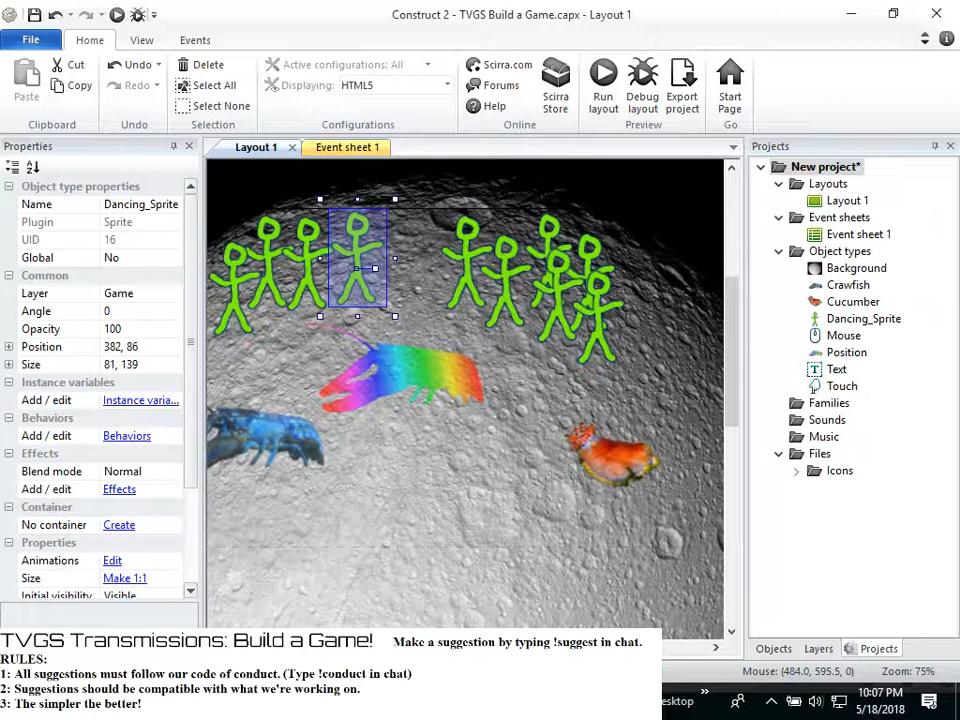 Construct 2 - TVGS Build a Game.capx - Layout 1
File
Home
View
Events
Paste
Cut
Copy
Clipboard
Undo
Redo
Undo
Delete
Select All
Select None
Selection
Active configurations: All
Displaying: HTML5
Configurations
Scirra.com
Forums
Help
Scirra Store
Online
Run layout
Debug layout
Export project
Preview
Start Page
Go
Properties
Layout 1
Event sheet 1
Projects
Object type properties
Name Dancing_Sprite
Plugin Sprite
UID 16
Global No
Common
Layer Game
Angle 0
Opacity 100
Position 382, 86
Size 81, 139
Instance variables
Add / edit Instance varia...
Behaviors
Add / edit Behaviors
Effects
Blend mode Normal
Add / edit Effects
Container
No container Create
Properties
Animations Edit
Size Make 1:1
Initial visibility Visible
New project*
Layouts
Layout 1
Event sheets
Event sheet 1
Object types
Background
Crawfish
Cucumber
Dancing_Sprite
Mouse
Position
Text
Touch
Families
Sounds
Music
Files
Icons
Objects Layers Projects
Mouse: (484.0, 595.5, 0) Zoom: 75%
TVGS Transmissions: Build a Game! Make a suggestion by typing !suggest in chat.
RULES:
1: All suggestions must follow our code of conduct. (Type !conduct in chat)
2: Suggestions should be compatible with what we're working on.
3: The simpler the better!
esktop
10:07 PM
5/18/2018